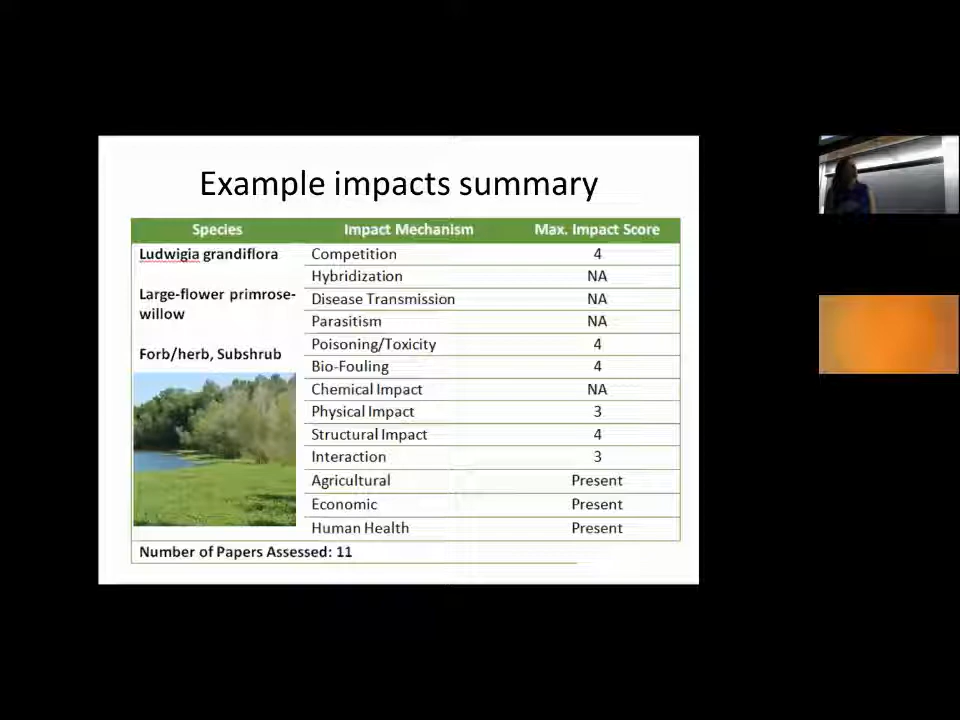 Example impacts summary
Species Impact Mechanism Max. Impact Score
Ludwigia grandiflora
Large-flower primrose-
willow
Forb/herb, Subshrub
Competition 4
Hybridization NA
Disease Transmission NA
Parasitism NA
Poisoning/Toxicity 4
Bio-Fouling 4
Chemical Impact NA
Physical Impact 3
Structural Impact 4
Interaction 3
Agricultural Present
Economic Present
Human Health Present
Number of Papers Assessed: 11